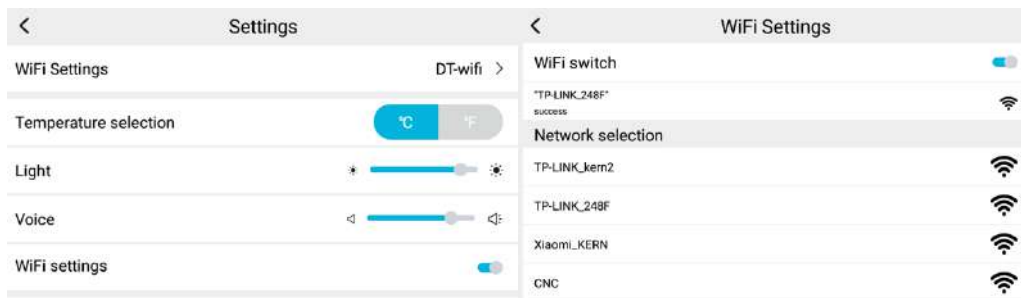 Settings
WiFi Settings DT-wifi
Temperature selection °C °F
Light
Voice
WiFi settings
WiFi Settings
WiFi switch
"TP-LINK_248F"
success
Network selection
TP-LINK_kern2
TP-LINK_248F
Xiaomi_KERN
CNC